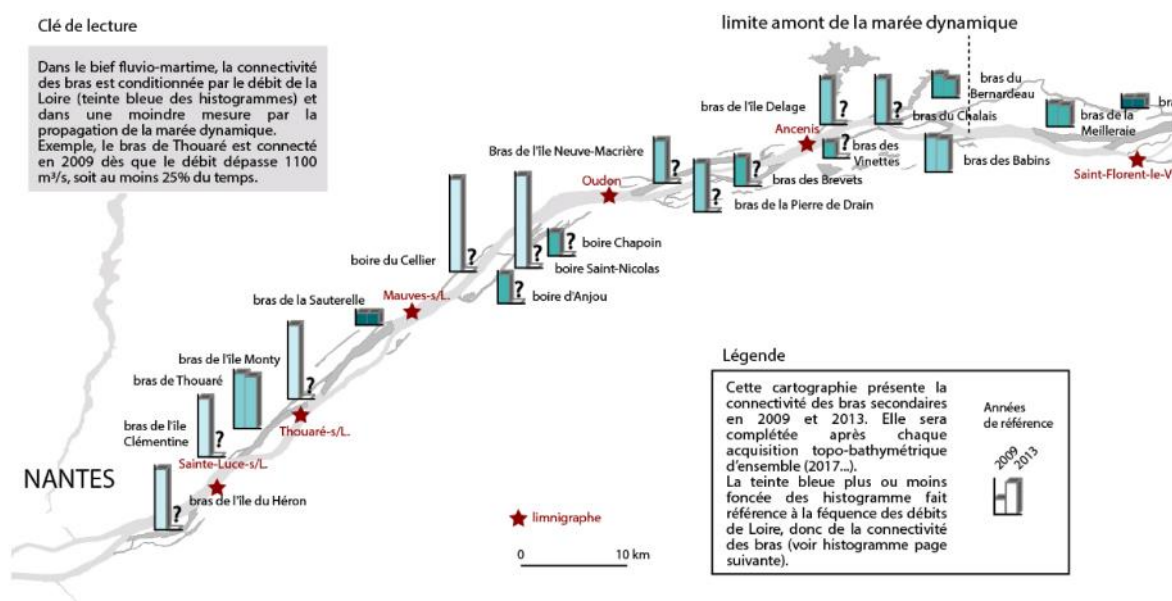 Clé de lecture
Dans le bief fluvio-martime, la connectivité
des bras est conditionnée par le débit de la
Loire (teinte bleue des histogrammes) et
dans une moindre mesure par la
propagation de la marée dynamique.
Exemple, le bras de Thouaré est connecté
en 2009 dès que le débit dépasse 1100
m³/s, soit au moins 25% du temps.
limite amont de la marée dynamique
bras du
Bernardeau
bras de l'île Delage
?
?
bras du Chalais
bras de la
Meilleraie
Ancenis
Bras de l'île Neuve-Macrière
?
?
bras des
Vinettes
bras des Babins
Saint-Florent-le-V
Oudon
?
bras des Brevets
?
bras de la Pierre de Drain
boire du Cellier
?
?
?
boire Chapoin
boire Saint-Nicolas
?
boire d'Anjou
bras de la Sauterelle
Mauves-s/L.
bras de l'île Monty
?
bras de Thouaré
bras de l'île
Clémentine
?
Thouaré-s/L.
Sainte-Luce-s/L.
NANTES
?
bras de l'île du Héron
limnigraphe
0 10 km
Légende
Cette cartographie présente la
connectivité des bras secondaires
en 2009 et 2013. Elle sera
complétée après chaque
acquisition topo-bathymétrique
d'ensemble (2017...).
La teinte bleue plus ou moins
foncée des histogramme fait
référence à la féquence des débits
de Loire, donc de la connectivité
des bras (voir histogramme page
suivante).
Années
de référence
2009
2013